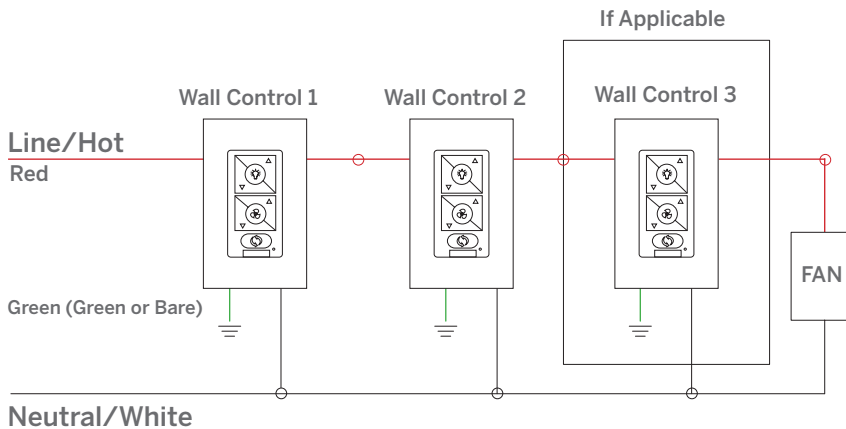 If Applicable
Wall Control 1
Wall Control 2
Wall Control 3
Line/Hot
Red
FAN
Green (Green or Bare)
Neutral/White